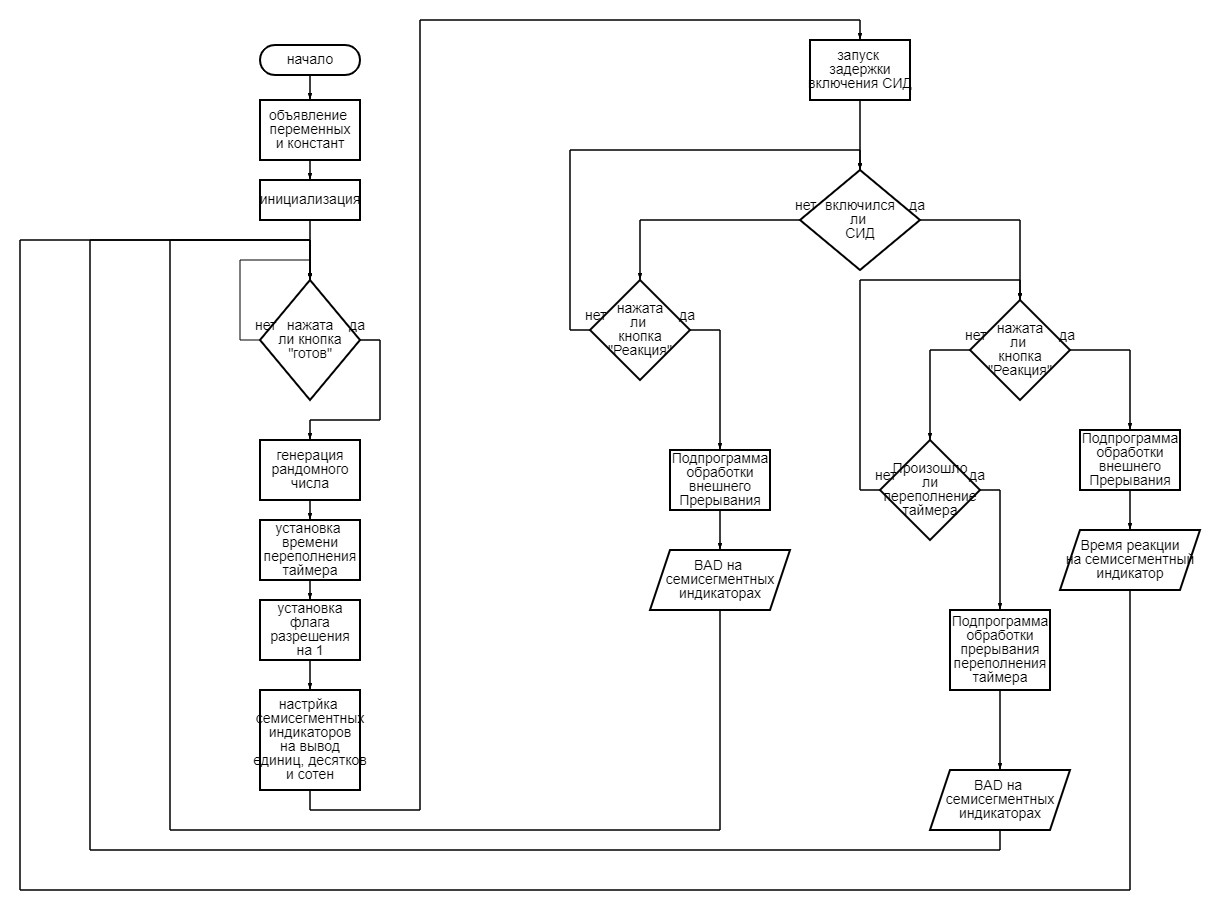 начало
объявление
переменных
и констант
инициализация
нет
нажата
ли кнопка
"готов"
да
генерация
рандомного
числа
установка
времени
переполнения
таймера
установка
флага
разрешения
на 1
настрйка
семисегментных
индикаторов
на вывод
единиц, десятков
и сотен
запуск
задержки
включения СИД
нет
включился
ли
СИД
да
нет
нажата
ли
кнопка
"Реакция"
да
Подпрограмма
обработки
внешнего
Прерывания
BAD на
семисегментных
индикаторах
нет
нажата
ли
кнопка
"Реакция"
да
нет
Произошло
ли
переполнение
таймера
да
Подпрограмма
обработки
прерывания
переполнения
таймера
BAD на
семисегментных
индикаторах
Подпрограмма
обработки
внешнего
Прерывания
Время реакции
на семисегментный
индикатор